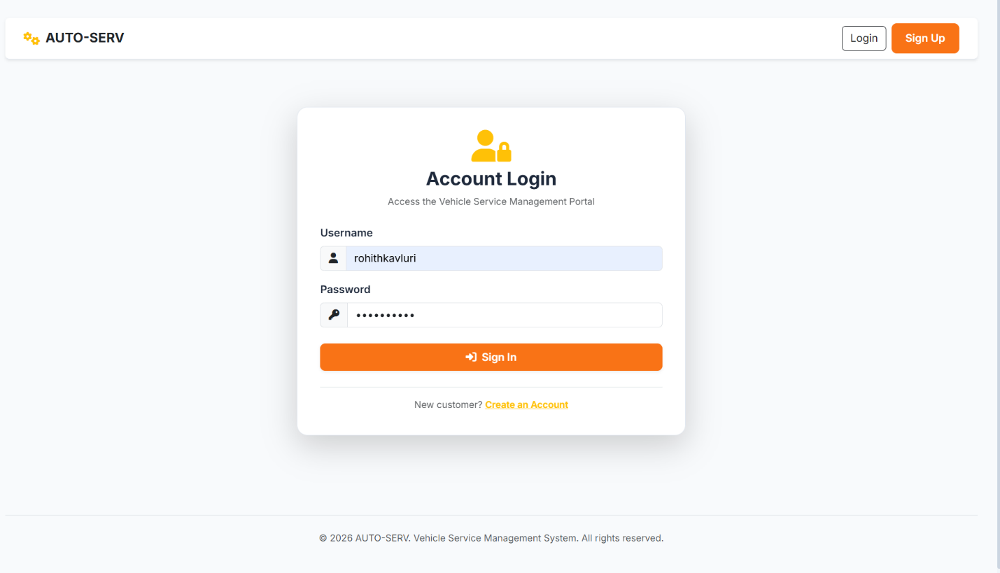 AUTO-SERV
Login
Sign Up
Account Login
Access the Vehicle Service Management Portal
Username
rohithkavluri
Password
••••••••••
Sign In
New customer? Create an Account
© 2026 AUTO-SERV. Vehicle Service Management System. All rights reserved.